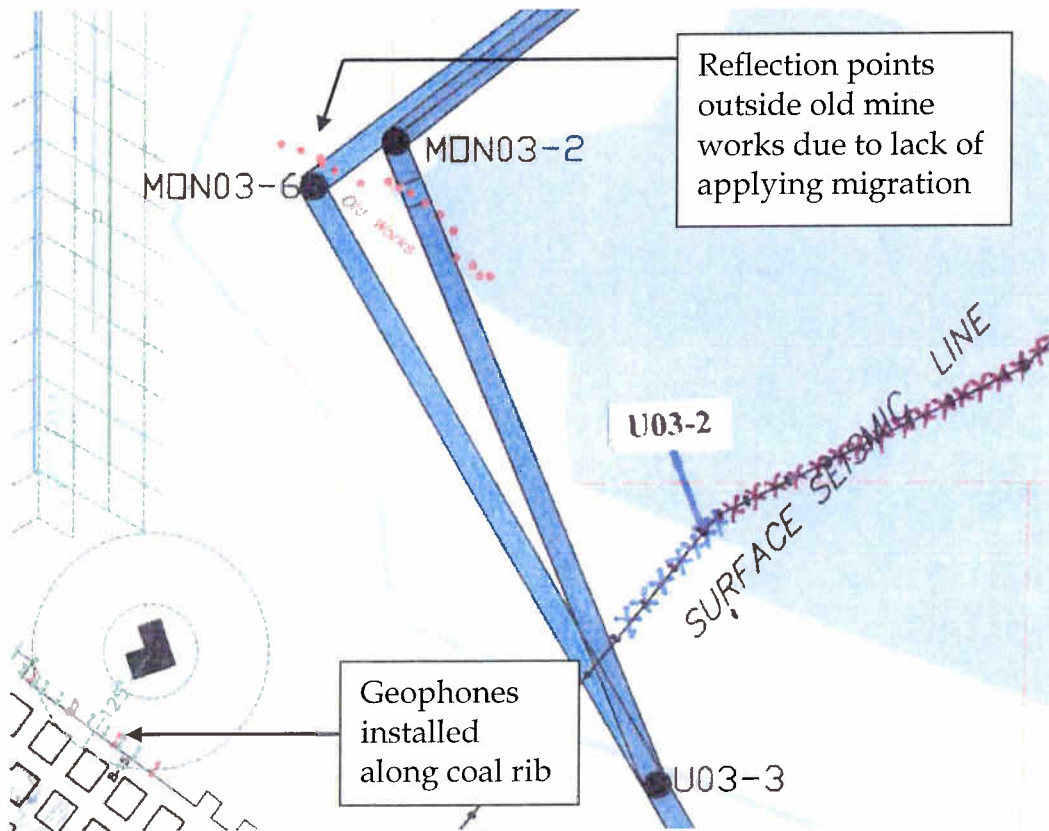 Reflection points
outside old mine
works due to lack of
applying migration
MON03-2
MON03-6
Old Works
SURFACE SEISMIC LINE
U03-2
Geophones
installed
along coal rib
U03-3